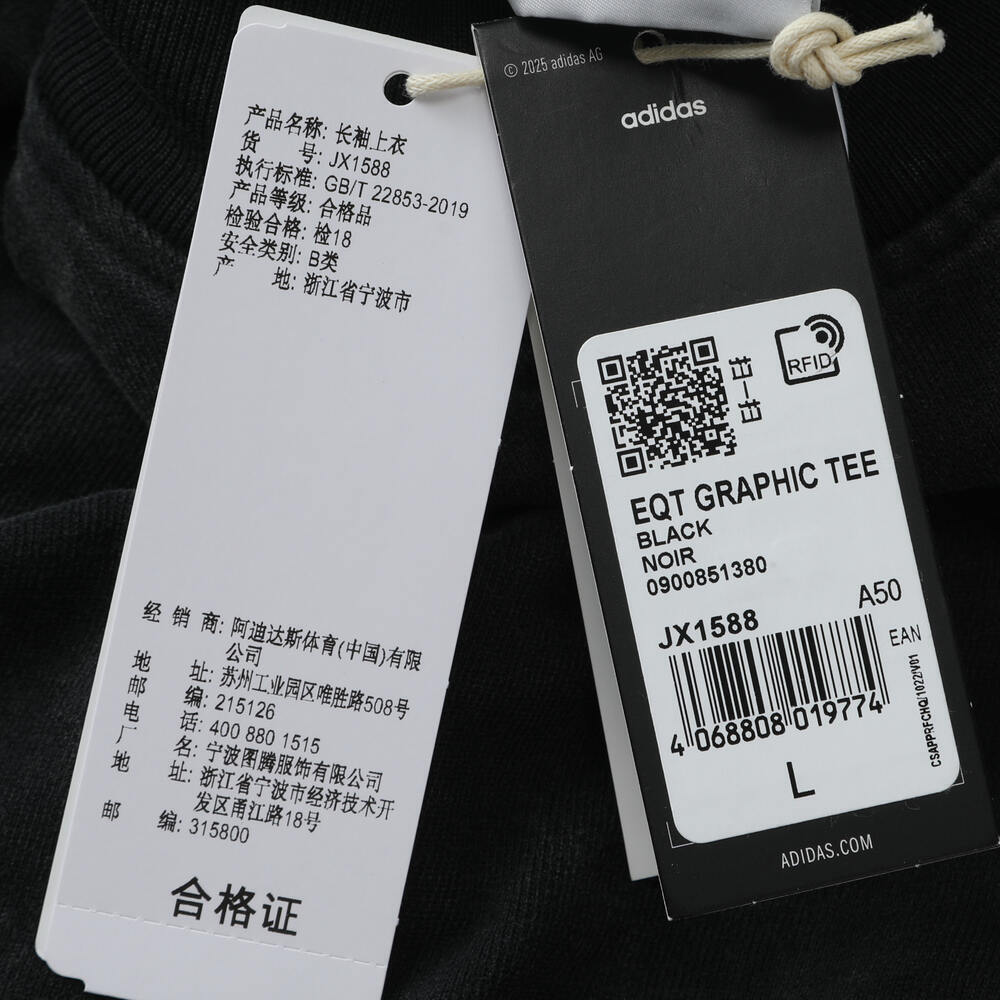 产品名称: 长袖上衣
货 号: JX1588
执行标准: GB/T 22853-2019
产品等级: 合格品
检验合格: 检18
安全类别: B类
产 地: 浙江省宁波市
经 销 商: 阿迪达斯体育(中国)有限
公司
地 址: 苏州工业园区唯胜路508号
邮 编: 215126
电 话: 400 880 1515
厂 名: 宁波图腾服饰有限公司
地 址: 浙江省宁波市经济技术开
发区甬江路18号
邮 编: 315800
合格证
© 2025 adidas AG
adidas
RFID
EQT GRAPHIC TEE
BLACK
NOIR
0900851380
JX1588
A50
EAN
4 068808 019774
CSAPPRFCHQ/1022/V01
L
ADIDAS.COM